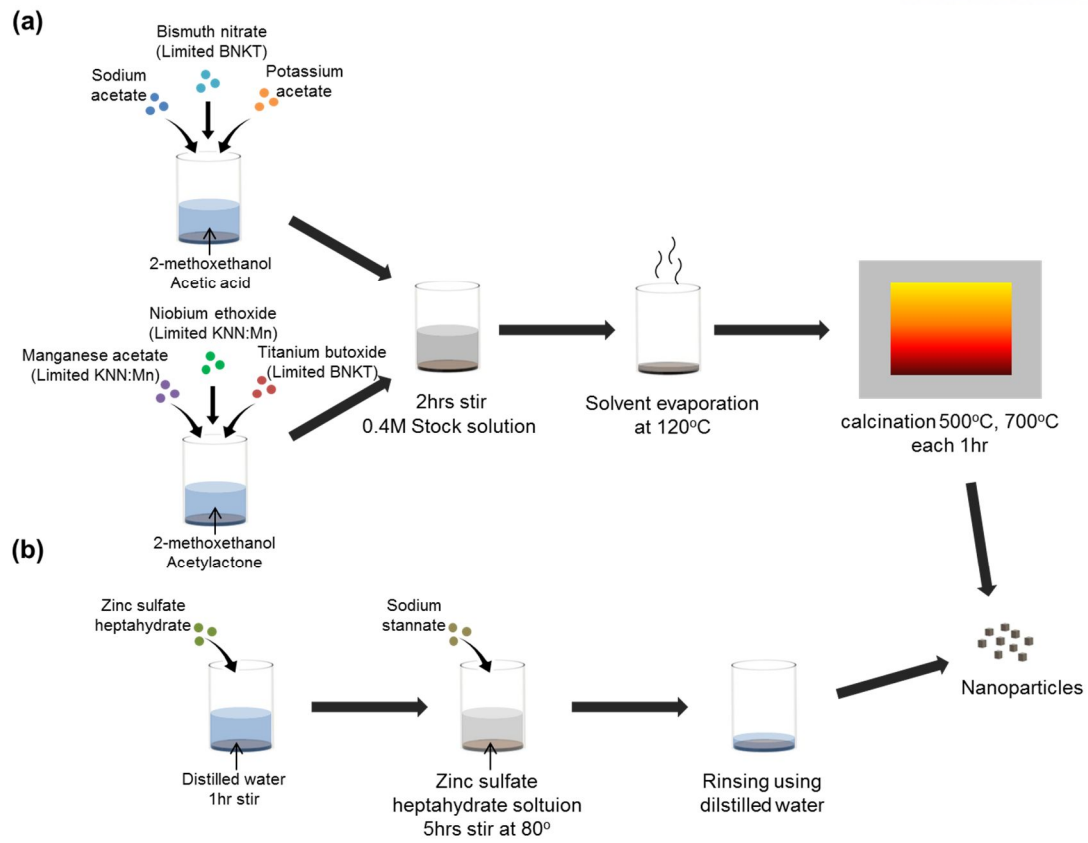 (a)
Bismuth nitrate
(Limited BNKT)
Sodium
acetate
Potassium
acetate
2-methoxethanol
Acetic acid
Niobium ethoxide
(Limited KNN:Mn)
Manganese acetate
(Limited KNN:Mn)
Titanium butoxide
(Limited BNKT)
2-methoxethanol
Acetylactone
2hrs stir
0.4M Stock solution
Solvent evaporation
at 120oC
calcination 500oC, 700oC
each 1hr
(b)
Zinc sulfate
heptahydrate
Distilled water
1hr stir
Sodium
stannate
Zinc sulfate
heptahydrate soltuion
5hrs stir at 80o
Rinsing using
dilstilled water
Nanoparticles